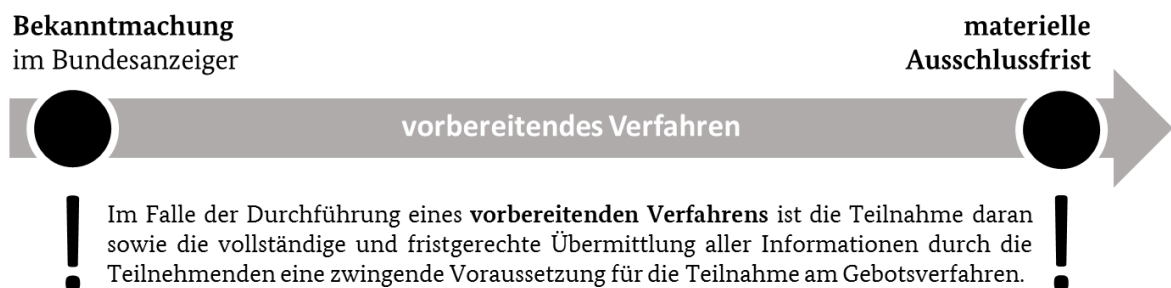 Bekanntmachung
im Bundesanzeiger
materielle
Ausschlussfrist
vorbereitendes Verfahren
! Im Falle der Durchführung eines vorbereitenden Verfahrens ist die Teilnahme daran !
sowie die vollständige und fristgerechte Übermittlung aller Informationen durch die
Teilnehmenden eine zwingende Voraussetzung für die Teilnahme am Gebotsverfahren.